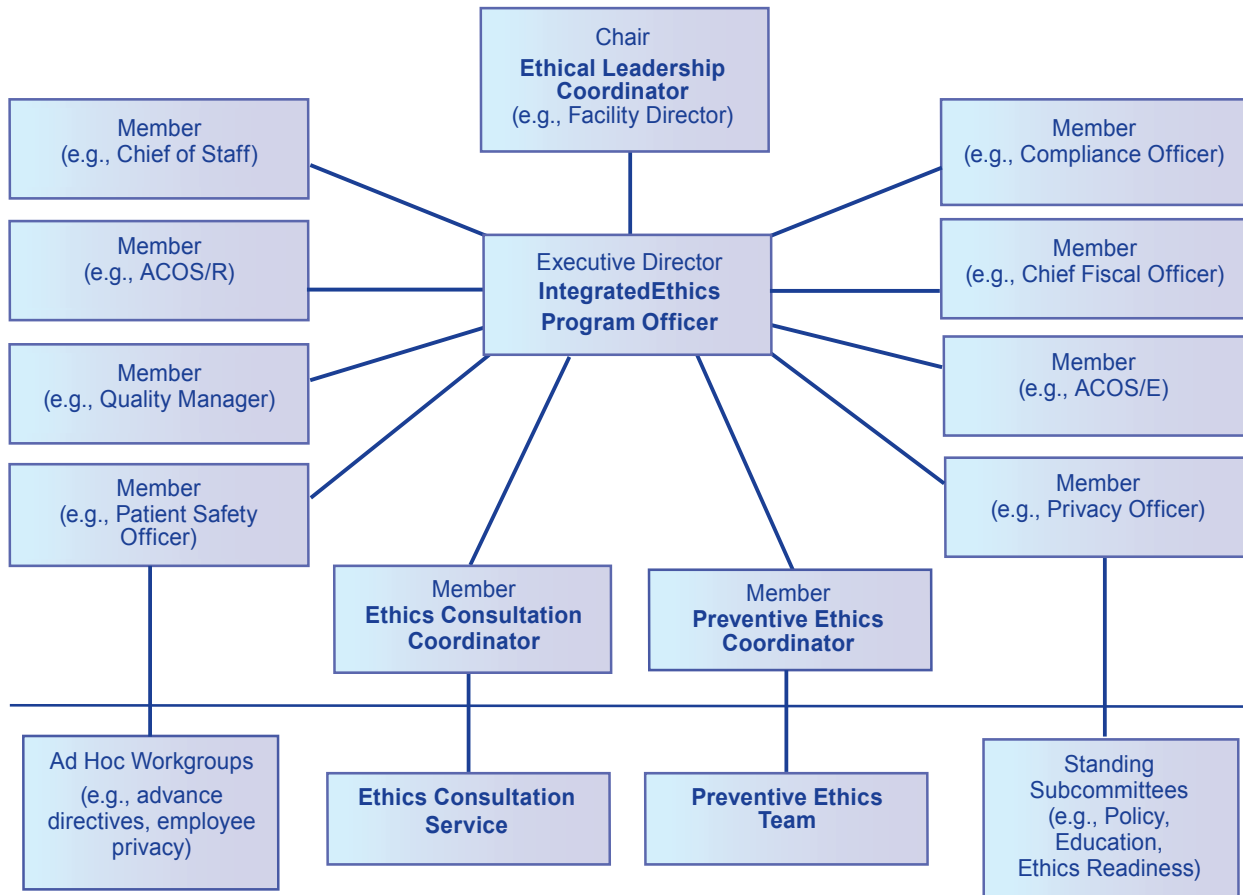 Chair
Ethical Leadership
Coordinator
(e.g., Facility Director)
Member
(e.g., Chief of Staff)
Member
(e.g., Compliance Officer)
Member
(e.g., ACOS/R)
Executive Director
IntegratedEthics
Program Officer
Member
(e.g., Chief Fiscal Officer)
Member
(e.g., Quality Manager)
Member
(e.g., ACOS/E)
Member
(e.g., Patient Safety
Officer)
Member
(e.g., Privacy Officer)
Member
Ethics Consultation
Coordinator
Member
Preventive Ethics
Coordinator
Ad Hoc Workgroups
(e.g., advance
directives, employee
privacy)
Ethics Consultation
Service
Preventive Ethics
Team
Standing
Subcommittees
(e.g., Policy,
Education,
Ethics Readiness)